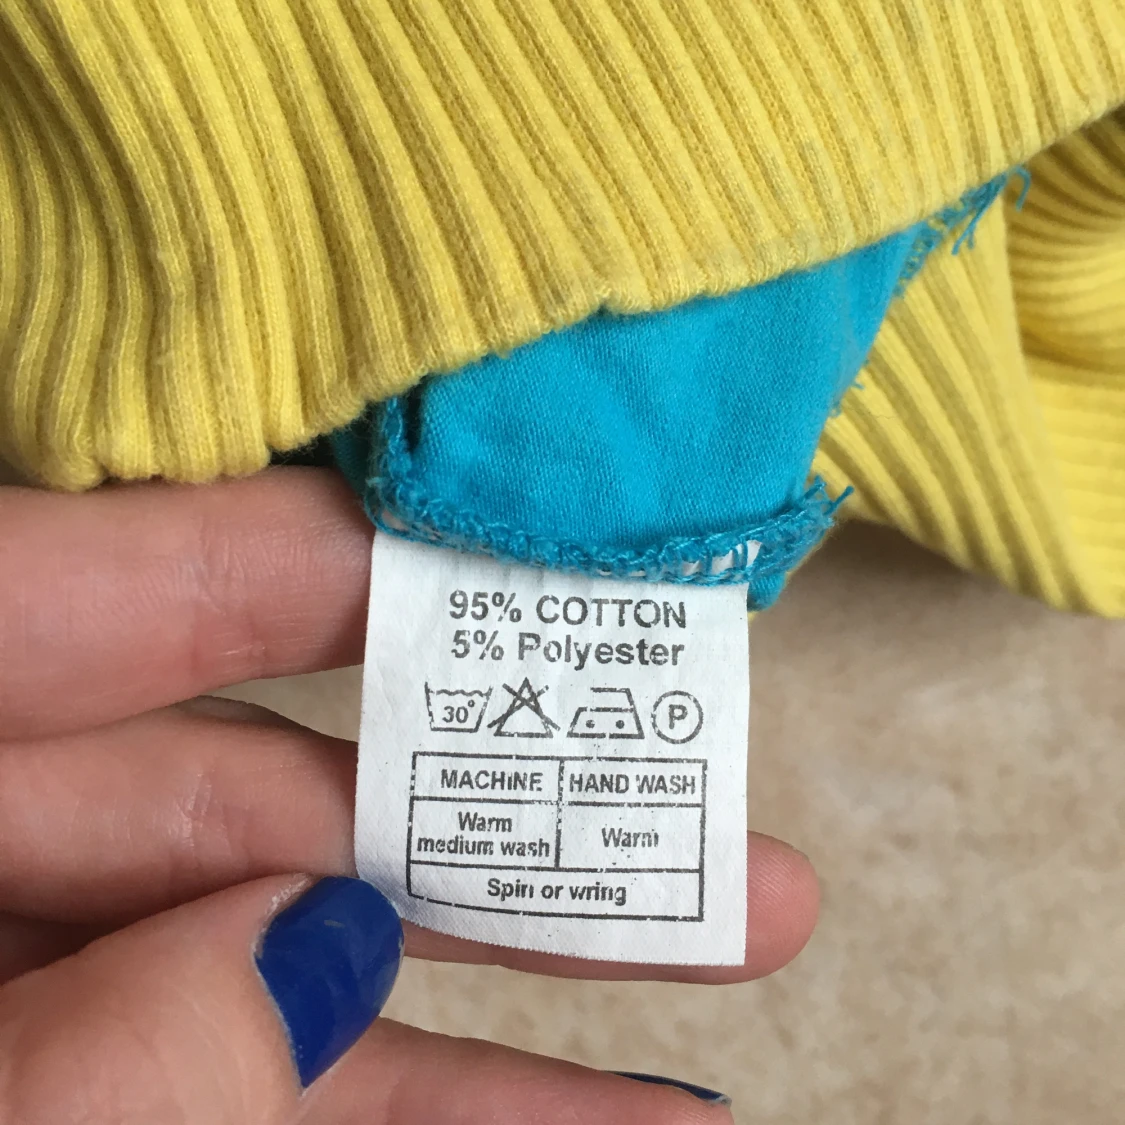 95% COTTON
5% Polyester
30° P
MACHINE HAND WASH
Warm
medium wash Warm
Spin or wring